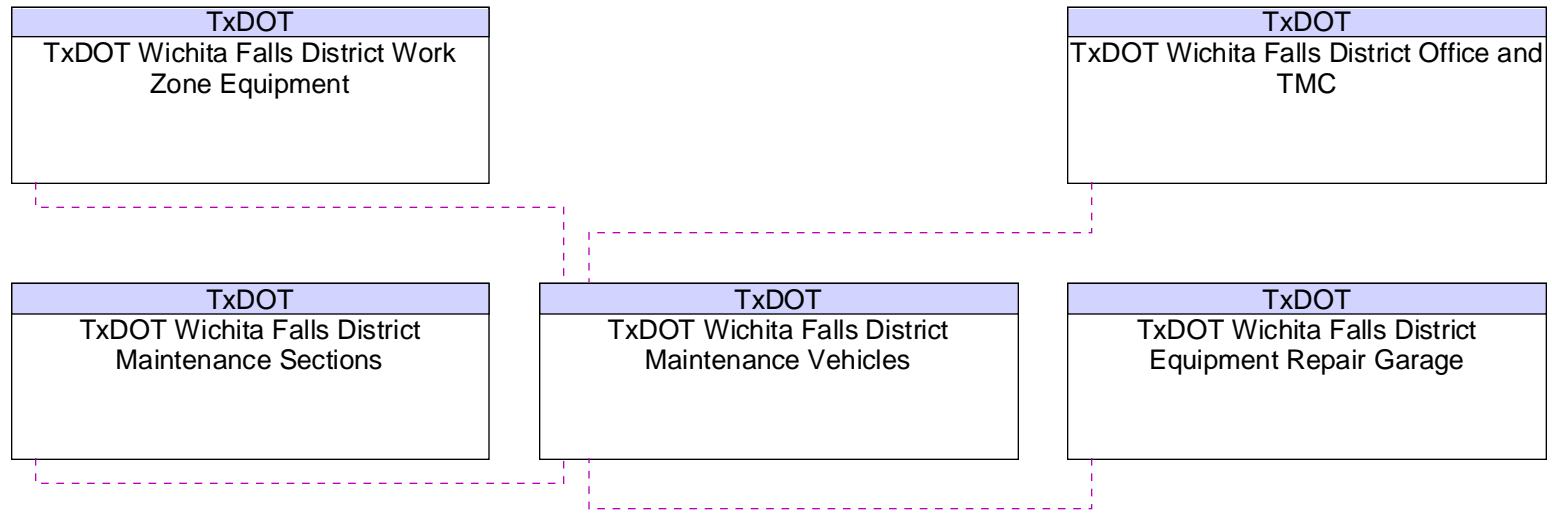 TxDOT
TxDOT Wichita Falls District Work
Zone Equipment
TxDOT
TxDOT Wichita Falls District Office and
TMC
TxDOT
TxDOT Wichita Falls District
Maintenance Sections
TxDOT
TxDOT Wichita Falls District
Maintenance Vehicles
TxDOT
TxDOT Wichita Falls District
Equipment Repair Garage